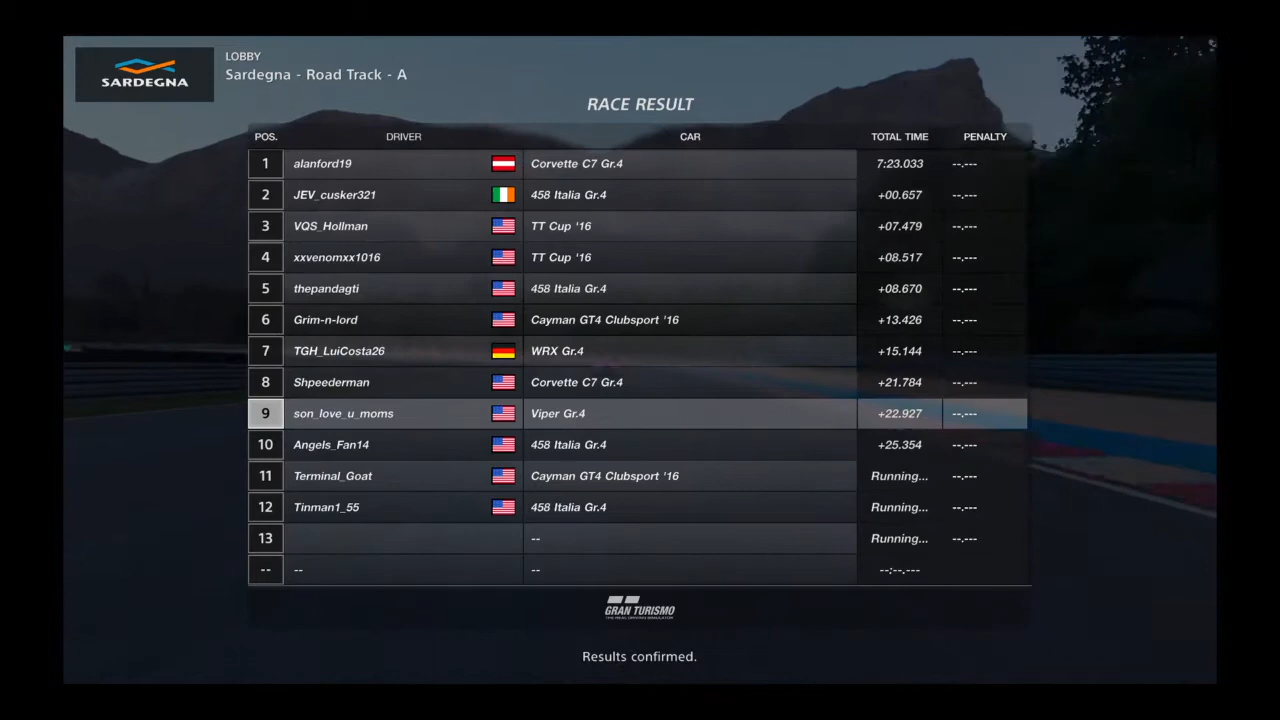 SARDEGNA
LOBBY
Sardegna - Road Track - A
RACE RESULT
POS. DRIVER CAR TOTAL TIME PENALTY
1 alanford19 Corvette C7 Gr.4 7:23.033 --.---
2 JEV_cusker321 458 Italia Gr.4 +00.657 --.---
3 VQS_Hollman TT Cup '16 +07.479 --.---
4 xxvenomxx1016 TT Cup '16 +08.517 --.---
5 thepandagti 458 Italia Gr.4 +08.670 --.---
6 Grim-n-lord Cayman GT4 Clubsport '16 +13.426 --.---
7 TGH_LuiCosta26 WRX Gr.4 +15.144 --.---
8 Shpeederman Corvette C7 Gr.4 +21.784 --.---
9 son_love_u_moms Viper Gr.4 +22.927 --.---
10 Angels_Fan14 458 Italia Gr.4 +25.354 --.---
11 Terminal_Goat Cayman GT4 Clubsport '16 Running... --.---
12 Tinman1_55 458 Italia Gr.4 Running... --.---
13 -- Running... --.---
-- -- -- --:--.---
GRAN TURISMO
THE REAL DRIVING SIMULATOR
Results confirmed.